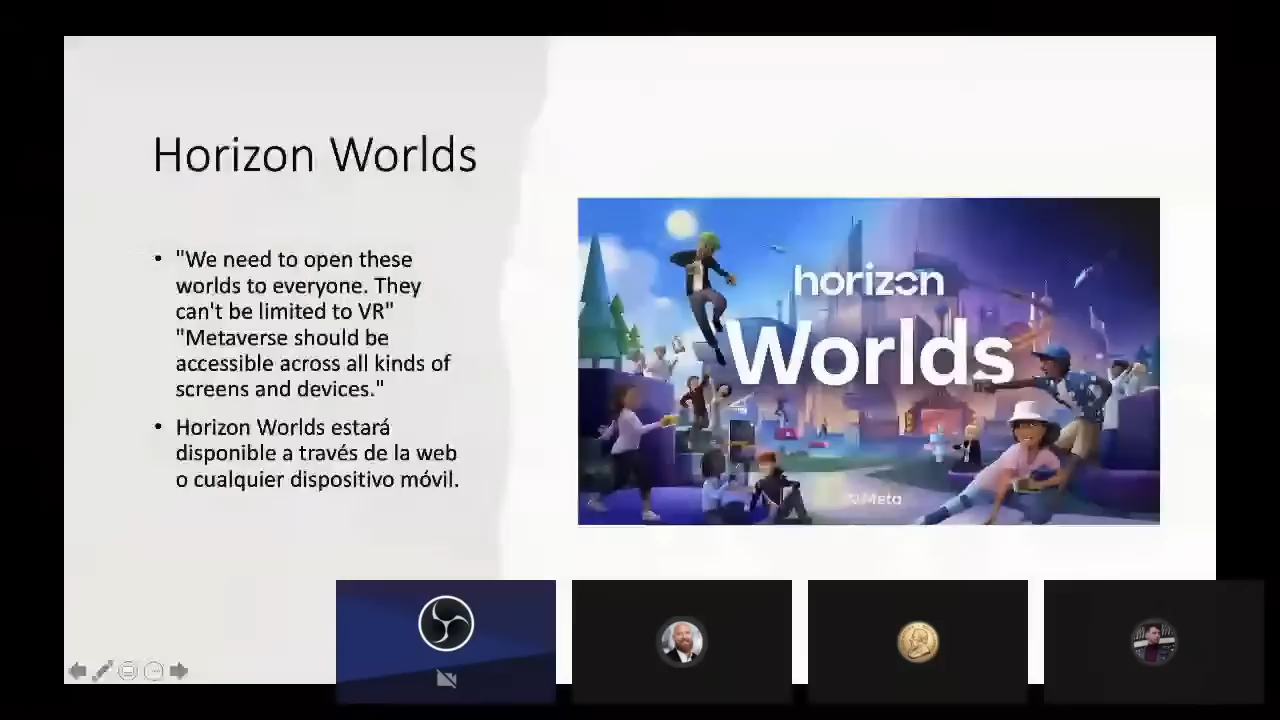 Horizon Worlds
• "We need to open these
worlds to everyone. They
can't be limited to VR"
"Metaverse should be
accessible across all kinds of
screens and devices."
• Horizon Worlds estará
disponible a través de la web
o cualquier dispositivo móvil.
horizon
Worlds
Meta